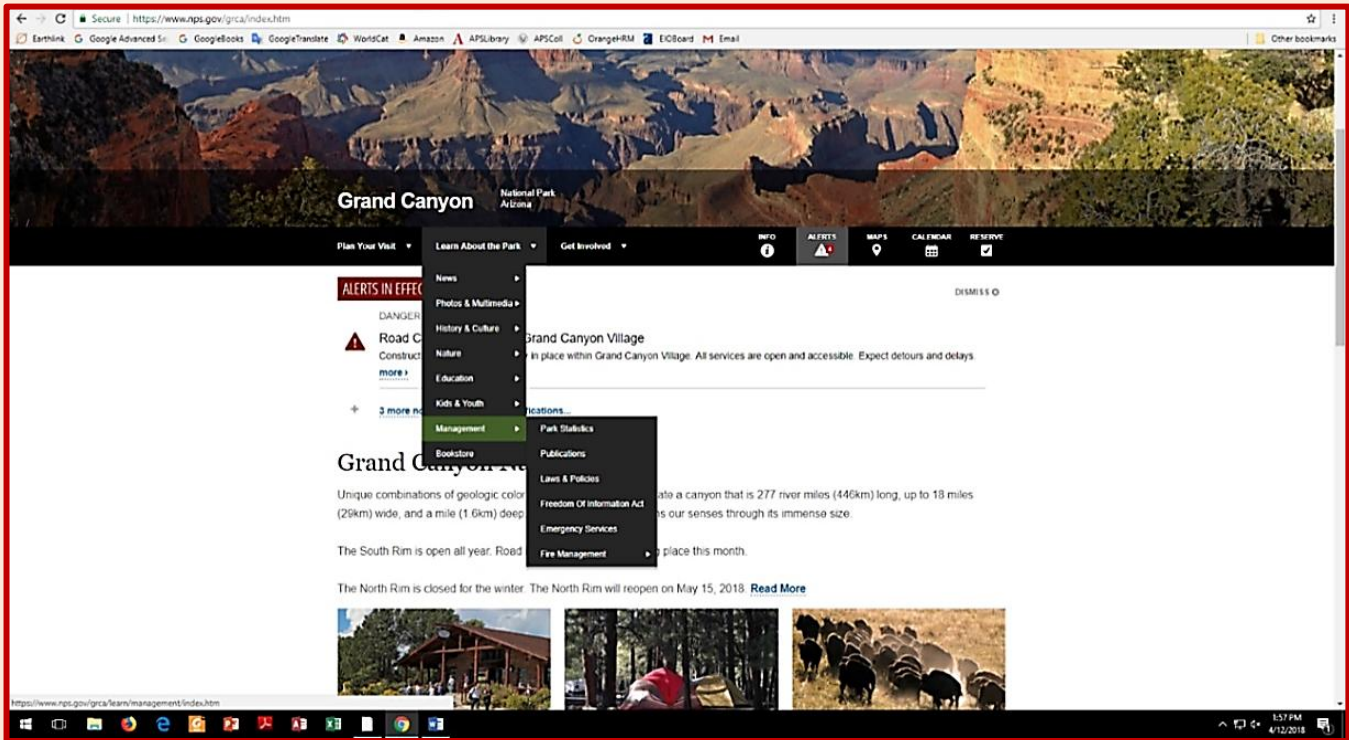 Secure | https://www.nps.gov/grca/index.htm
Earthlink Google Advanced Se GoogleBooks GoogleTranslate WorldCat Amazon APSLibrary APSColl OrangeHRM EIOBoard Email Other bookmarks
Grand Canyon National Park
Arizona
Plan Your Visit Learn About the Park Get Involved INFO ALERTS MAPS CALENDAR RESERVE
ALERTS IN EFFEC DISMISS
News
DANGER
Photos & Multimedia
Road C Grand Canyon Village
History & Culture
Construct y in place within Grand Canyon Village. All services are open and accessible. Expect detours and delays.
Nature
more ›
Education
Kids & Youth
3 more no ifications...
Management Park Statistics
Bookstore Publications
Grand Canyon Na
Laws & Policies
Unique combinations of geologic color ate a canyon that is 277 river miles (446km) long, up to 18 miles
Freedom Of Information Act
(29km) wide, and a mile (1.6km) deep. s our senses through its immense size.
Emergency Services
The South Rim is open all year. Road place this month.
Fire Management
The North Rim is closed for the winter. The North Rim will reopen on May 15, 2018. Read More
https://www.nps.gov/grca/learn/management/index.htm
1:57 PM
4/12/2018